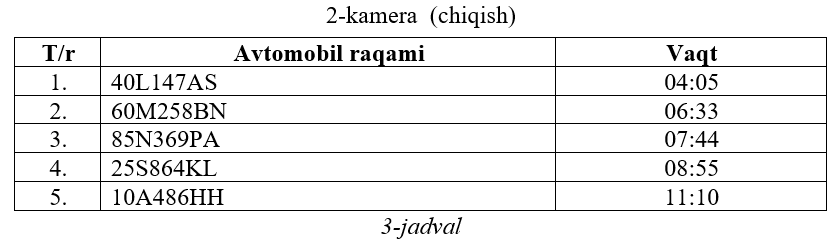 2-kamera (chiqish)
T/r Avtomobil raqami Vaqt
1. 40L147AS 04:05
2. 60M258BN 06:33
3. 85N369PA 07:44
4. 25S864KL 08:55
5. 10A486HH 11:10
3-jadval